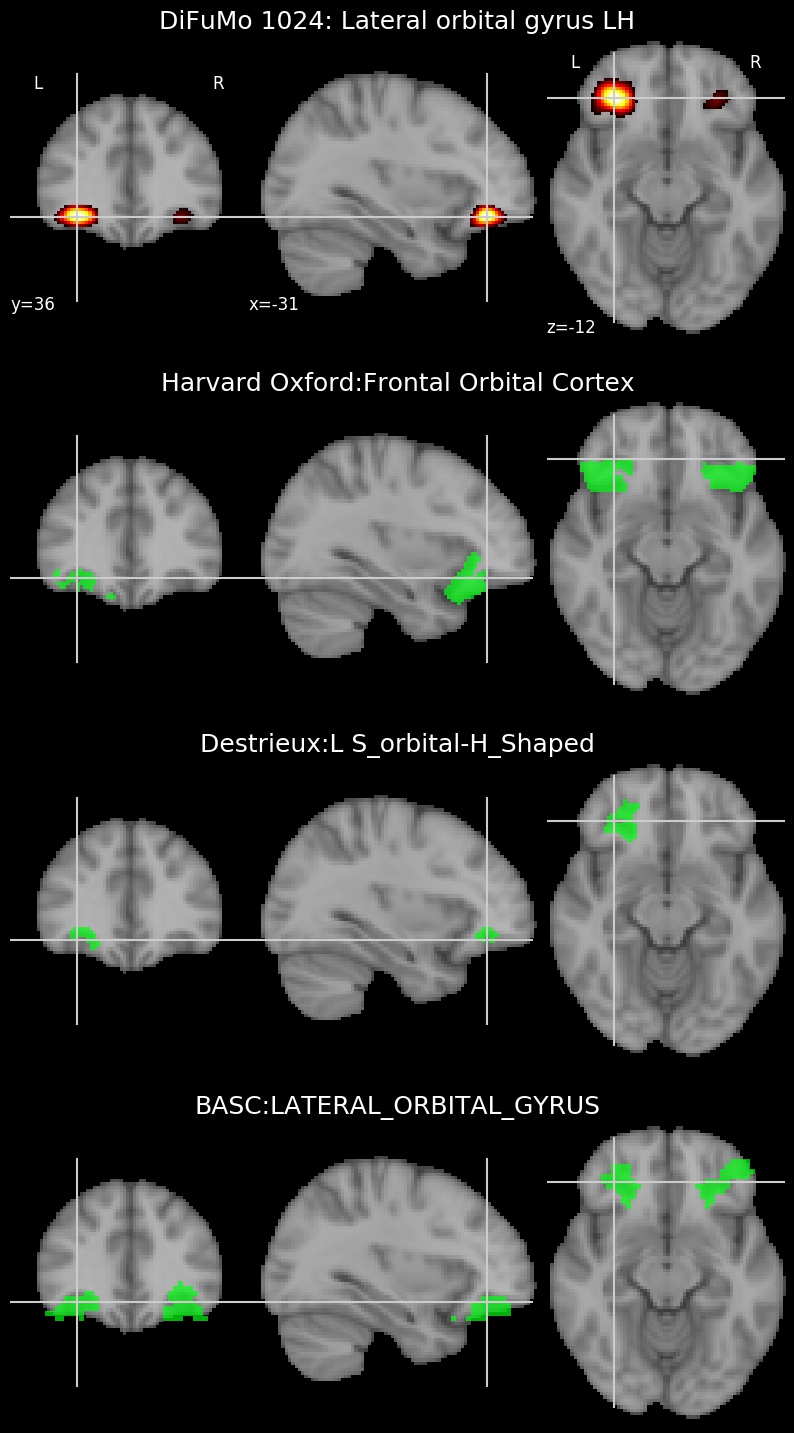 DiFuMo 1024: Lateral orbital gyrus LH
L R L R
y=36 x=-31 z=-12
Harvard Oxford:Frontal Orbital Cortex
Destrieux:L S_orbital-H_Shaped
BASC:LATERAL_ORBITAL_GYRUS